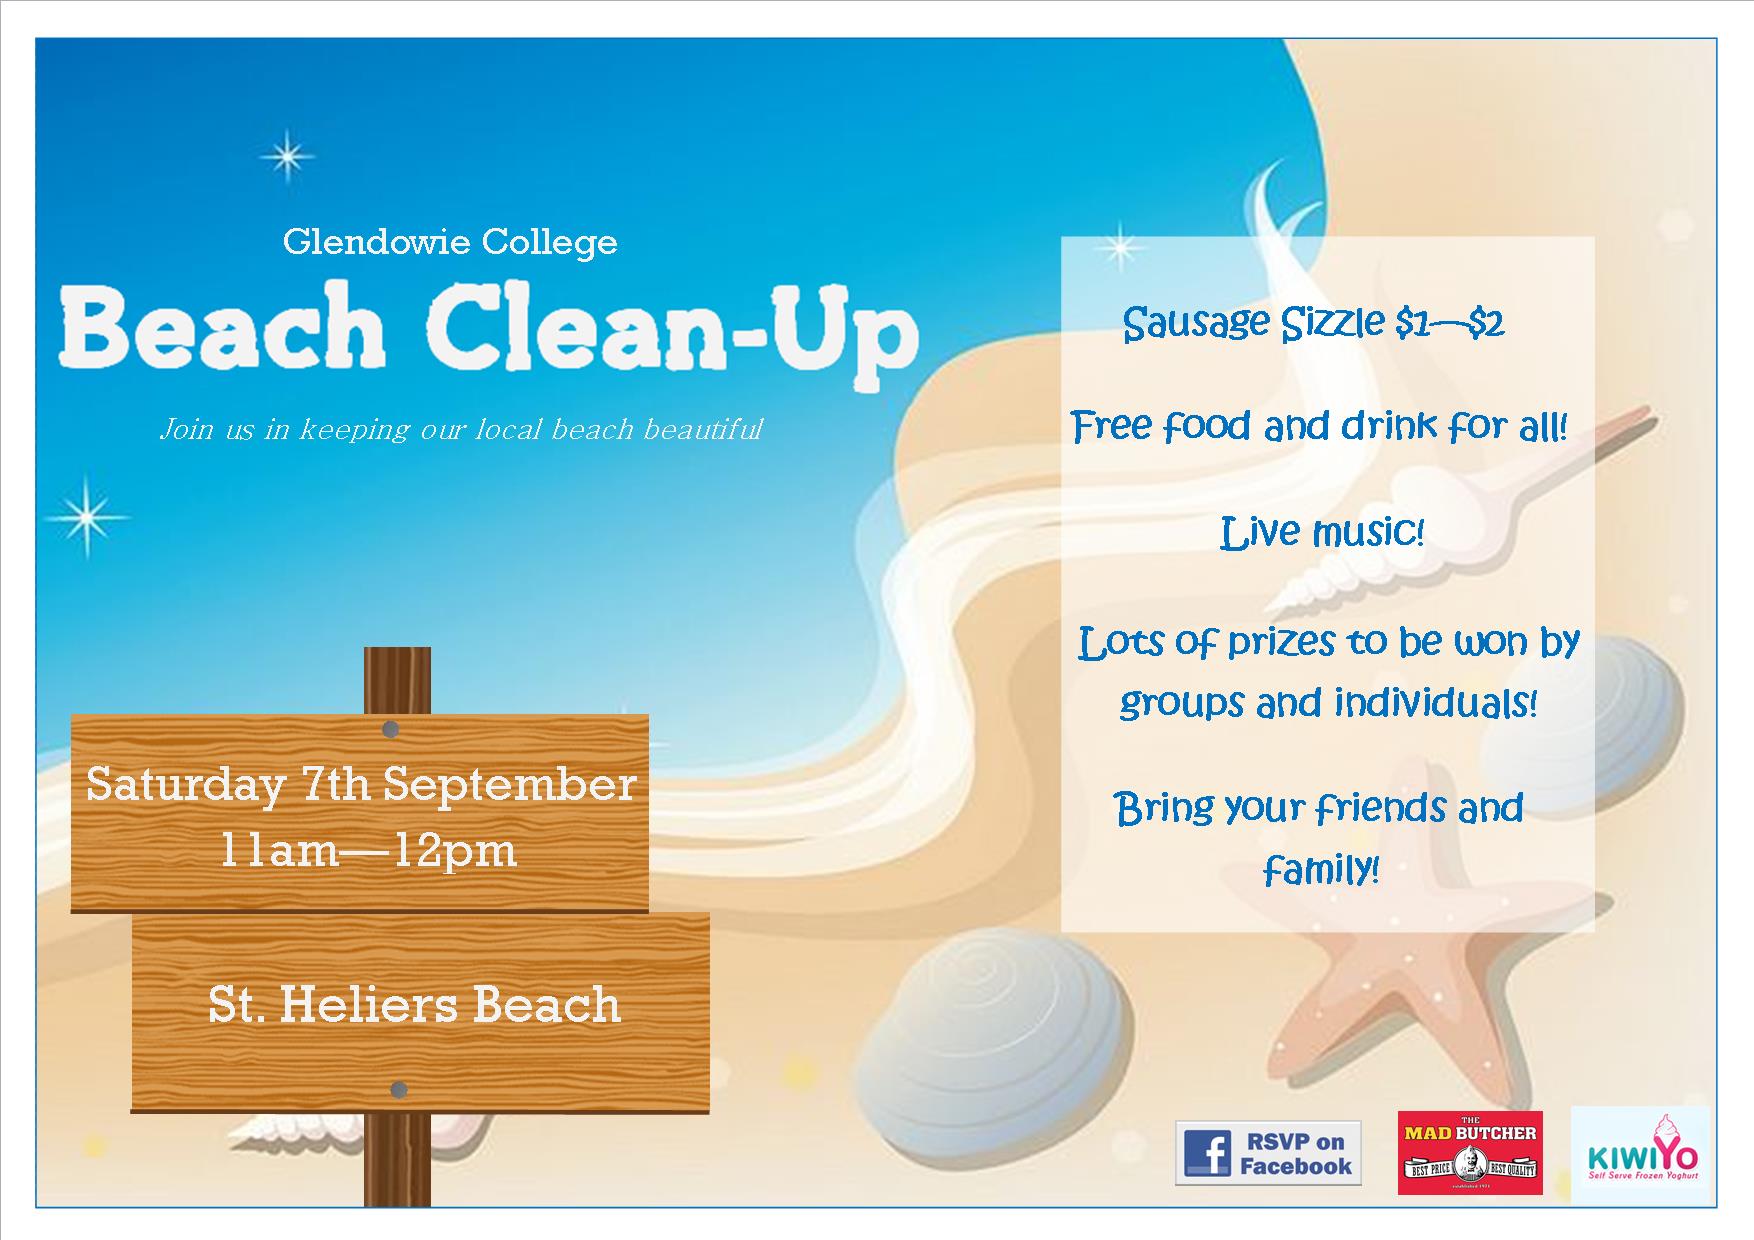 Glendowie College
Beach Clean-Up
Join us in keeping our local beach beautiful
Saturday 7th September
11am—12pm
St. Heliers Beach
Sausage Sizzle $1—$2
Free food and drink for all!
Live music!
Lots of prizes to be won by
groups and individuals!
Bring your friends and
family!
RSVP on
Facebook
THE
MAD BUTCHER
BEST PRICE BEST QUALITY
established 1971
KIWIYO
Self Serve Frozen Yoghurt